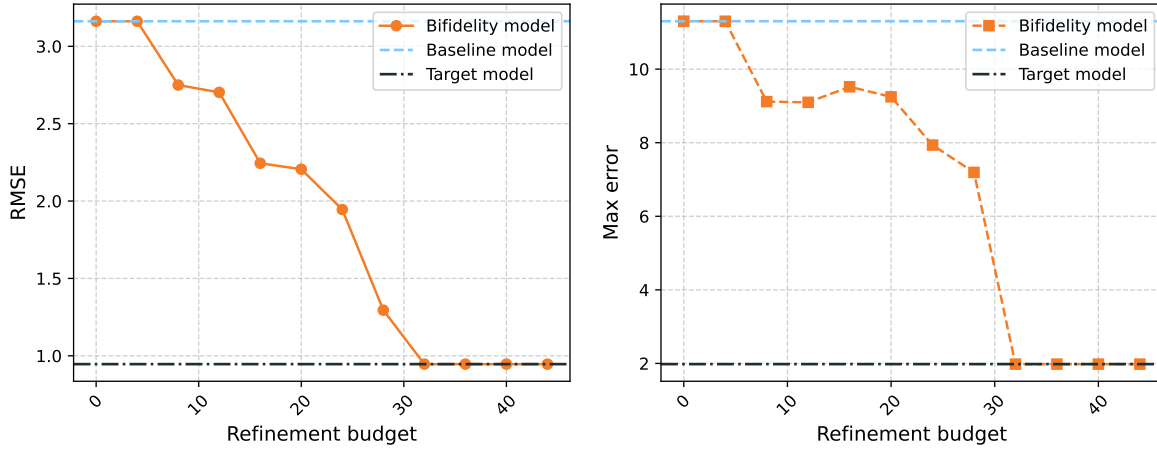 3.0
2.5
2.0
1.5
1.0
RMSE
0
10
20
30
40
Refinement budget
Bifidelity model
Baseline model
Target model
10
8
6
4
2
Max error
0
10
20
30
40
Refinement budget
Bifidelity model
Baseline model
Target model